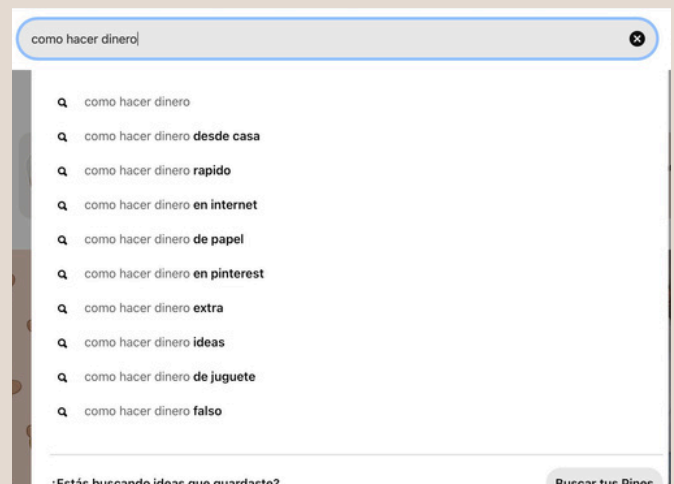 como hacer dinero
como hacer dinero
como hacer dinero desde casa
como hacer dinero rapido
como hacer dinero en internet
como hacer dinero de papel
como hacer dinero en pinterest
como hacer dinero extra
como hacer dinero ideas
como hacer dinero de juguete
como hacer dinero falso
¿Estás buscando ideas que guardaste? Buscar tus Pines